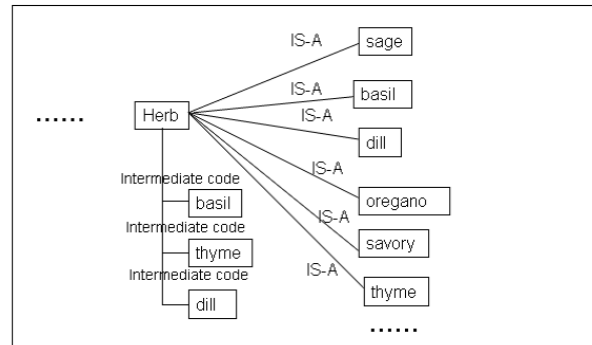 IS-A
sage
IS-A
basil
IS-A
......
Herb
dill
IS-A
Intermediate code
basil
oregano
IS-A
Intermediate code
thyme
savory
IS-A
Intermediate code
thyme
dill
......